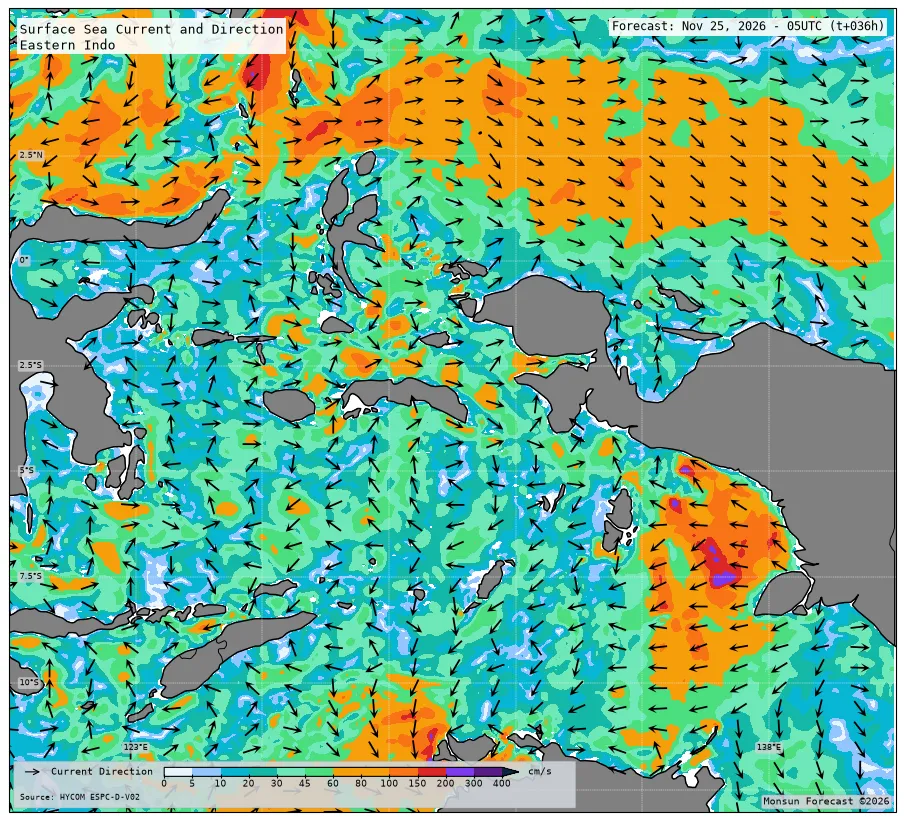 Surface Sea Current and Direction
Eastern Indo
Forecast: Nov 25, 2026 - 05UTC (t+036h)
2.5°N
0°
2.5°S
5°S
7.5°S
10°S
123°E
138°E
Current Direction
0 5 10 20 30 45 60 80 100 150 200 300 400
cm/s
Source: HYCOM ESPC-D-V02
Monsun Forecast ©2026